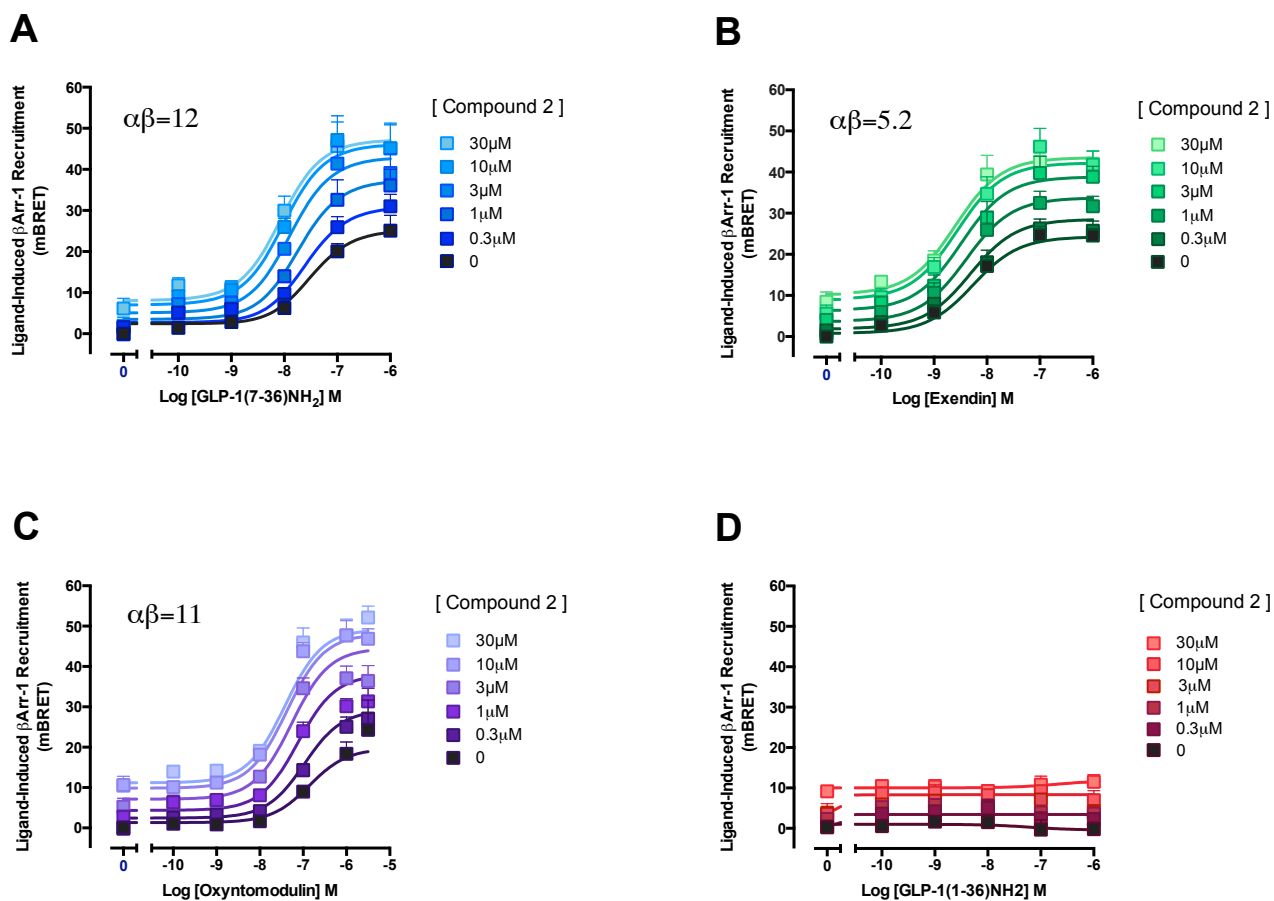 A
Ligand-Induced βArr-1 Recruitment
(mBRET)
60
50
40
30
20
10
0
αβ=12
0
-10
-9
-8
-7
-6
Log [GLP-1(7-36)NH2] M
[ Compound 2 ]
30µM
10µM
3µM
1µM
0.3µM
0
B
Ligand-Induced βArr-1 Recruitment
(mBRET)
60
50
40
30
20
10
0
αβ=5.2
0
-10
-9
-8
-7
-6
Log [Exendin] M
[ Compound 2 ]
30µM
10µM
3µM
1µM
0.3µM
0
C
Ligand-Induced βArr-1 Recruitment
(mBRET)
60
50
40
30
20
10
0
αβ=11
0
-10
-9
-8
-7
-6
-5
Log [Oxyntomodulin] M
[ Compound 2 ]
30µM
10µM
3µM
1µM
0.3µM
0
D
Ligand-Induced βArr-1 Recruitment
(mBRET)
60
50
40
30
20
10
0
0
-10
-9
-8
-7
-6
Log [GLP-1(1-36)NH2] M
[ Compound 2 ]
30µM
10µM
3µM
1µM
0.3µM
0